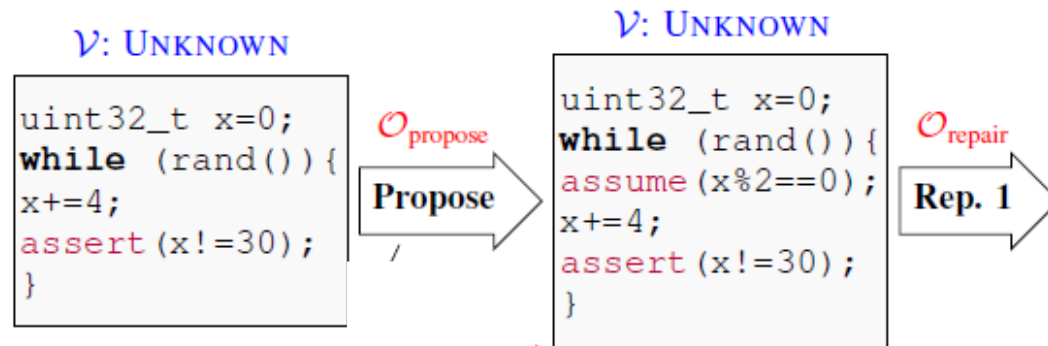 𝒱: UNKNOWN
uint32_t x=0;
while (rand()){
x+=4;
assert(x!=30);
}
𝒪propose
Propose
/
𝒱: UNKNOWN
uint32_t x=0;
while (rand()){
assume(x%2==0);
x+=4;
assert(x!=30);
}
𝒪repair
Rep. 1